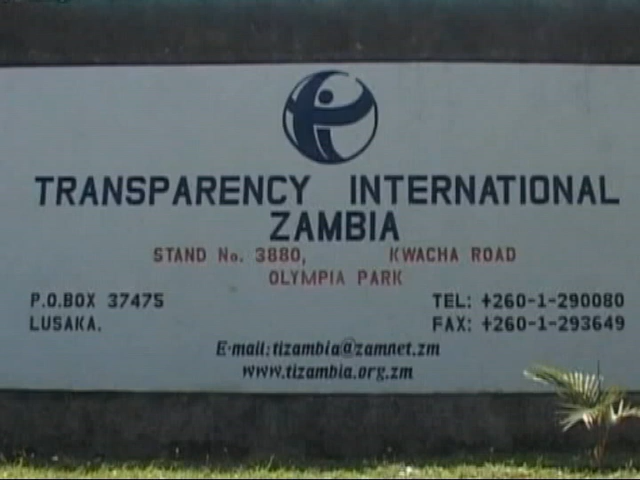 TRANSPARENCY INTERNATIONAL
ZAMBIA
STAND No. 3880, KWACHA ROAD
OLYMPIA PARK
P.O.BOX 37475 TEL: +260-1-290080
LUSAKA. FAX: +260-1-293649
E-mail: tizambia@zamnet.zm
www.tizambia.org.zm